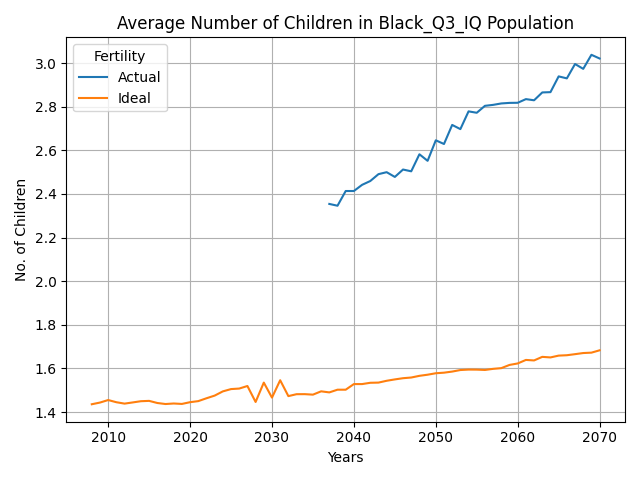 Average Number of Children in Black_Q3_IQ Population
Fertility
Actual
Ideal
No. of Children
3.0
2.8
2.6
2.4
2.2
2.0
1.8
1.6
1.4
2010 2020 2030 2040 2050 2060 2070
Years